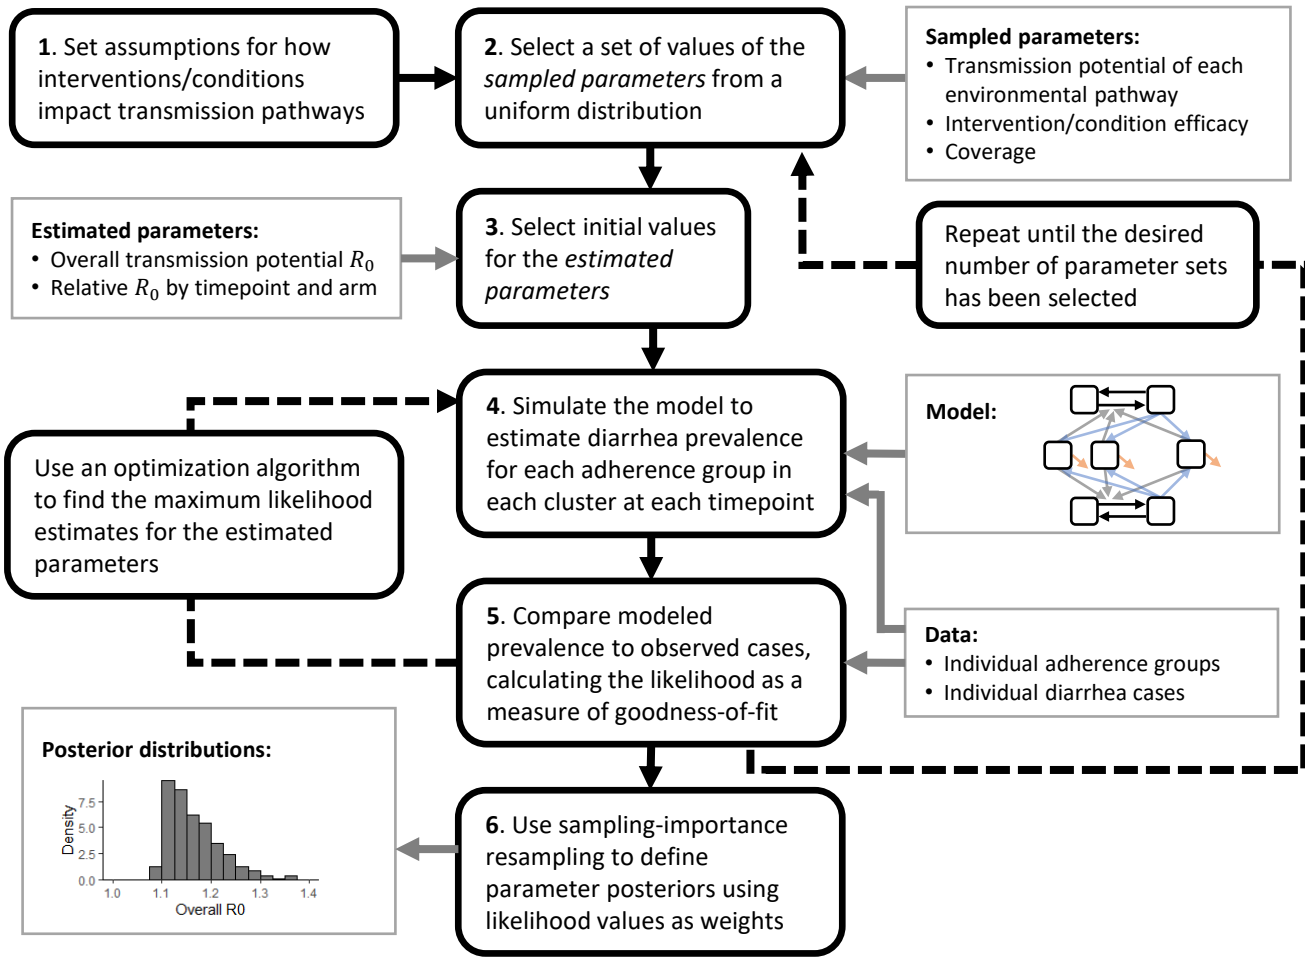 1. Set assumptions for how
interventions/conditions
impact transmission pathways
2. Select a set of values of the
sampled parameters from a
uniform distribution
Sampled parameters:
• Transmission potential of each
environmental pathway
• Intervention/condition efficacy
• Coverage
Estimated parameters:
• Overall transmission potential R₀
• Relative R₀ by timepoint and arm
3. Select initial values
for the estimated
parameters
Repeat until the desired
number of parameter sets
has been selected
Use an optimization algorithm
to find the maximum likelihood
estimates for the estimated
parameters
4. Simulate the model to
estimate diarrhea prevalence
for each adherence group in
each cluster at each timepoint
Model:
5. Compare modeled
prevalence to observed cases,
calculating the likelihood as a
measure of goodness-of-fit
Data:
• Individual adherence groups
• Individual diarrhea cases
Posterior distributions:
Density
7.5
5.0
2.5
0.0
1.0 1.1 1.2 1.3 1.4
Overall R0
6. Use sampling-importance
resampling to define
parameter posteriors using
likelihood values as weights